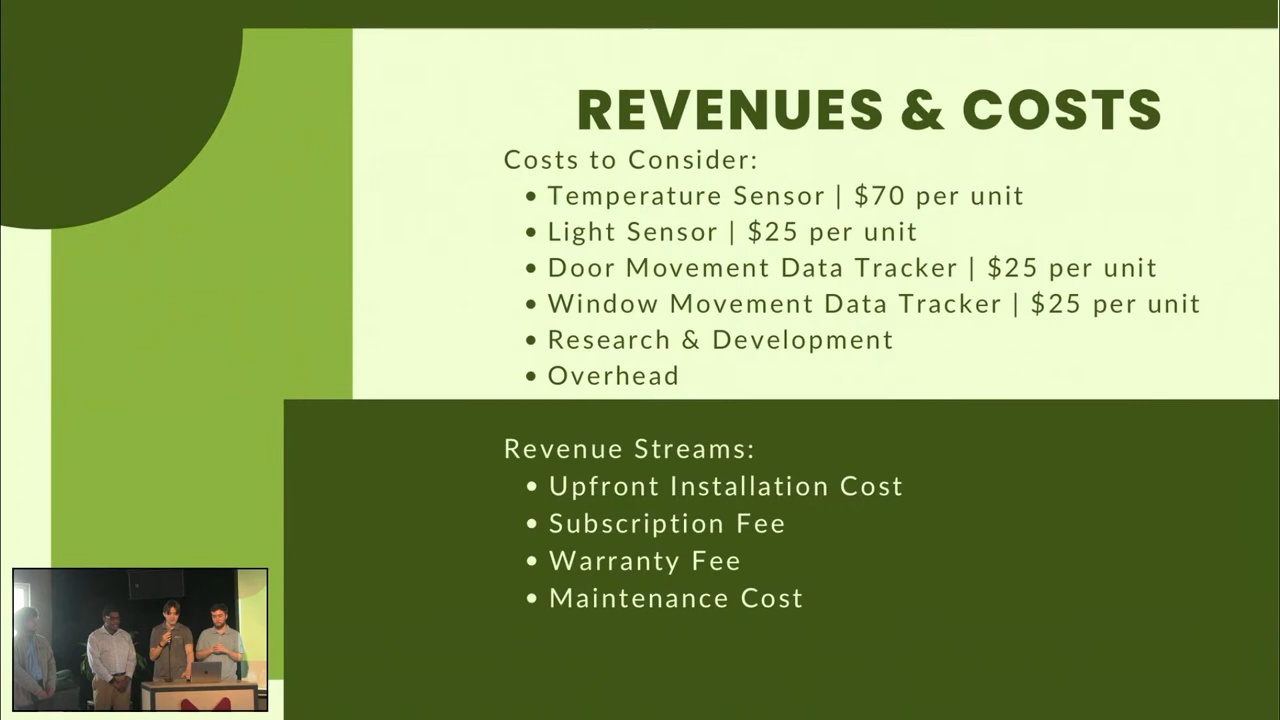 REVENUES & COSTS
Costs to Consider:
• Temperature Sensor | $70 per unit
• Light Sensor | $25 per unit
• Door Movement Data Tracker | $25 per unit
• Window Movement Data Tracker | $25 per unit
• Research & Development
• Overhead
Revenue Streams:
• Upfront Installation Cost
• Subscription Fee
• Warranty Fee
• Maintenance Cost